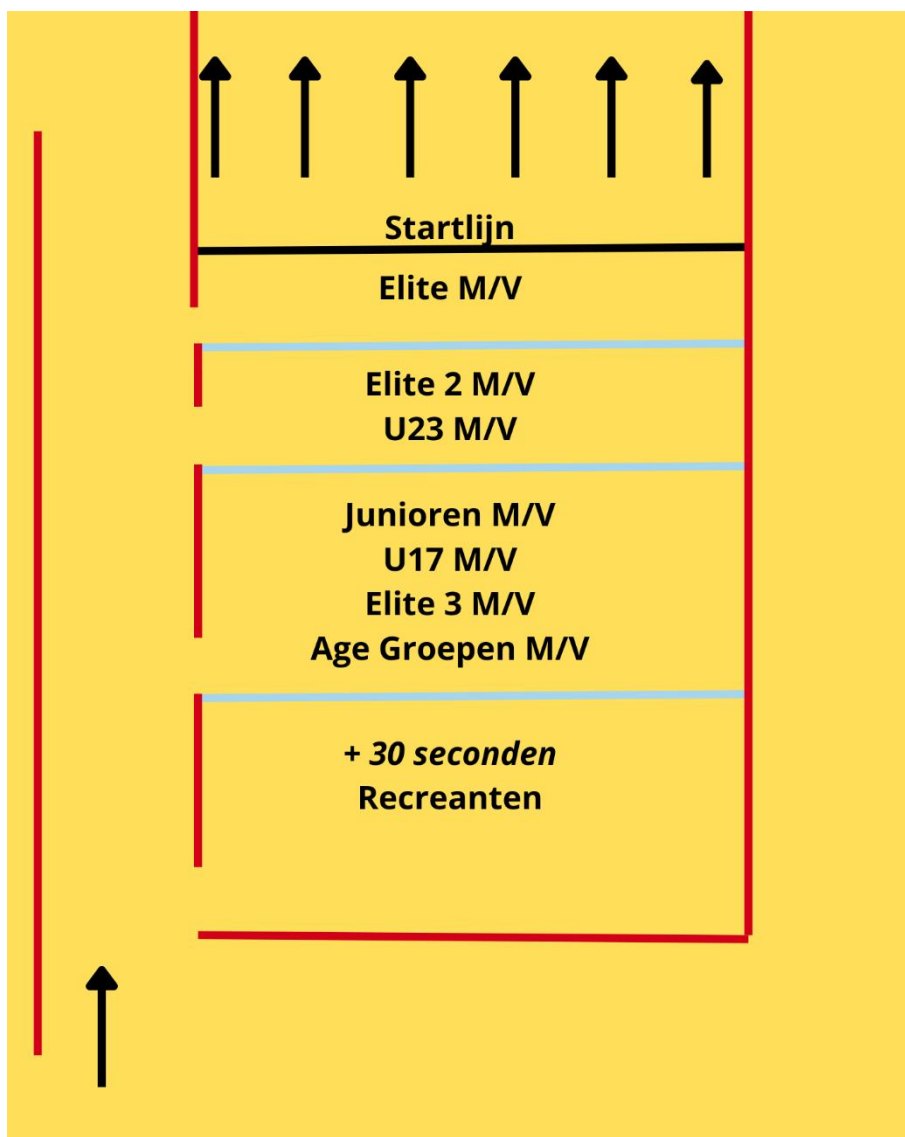 Startlijn
Elite M/V
Elite 2 M/V
U23 M/V
Junioren M/V
U17 M/V
Elite 3 M/V
Age Groepen M/V
+ 30 seconden
Recreanten